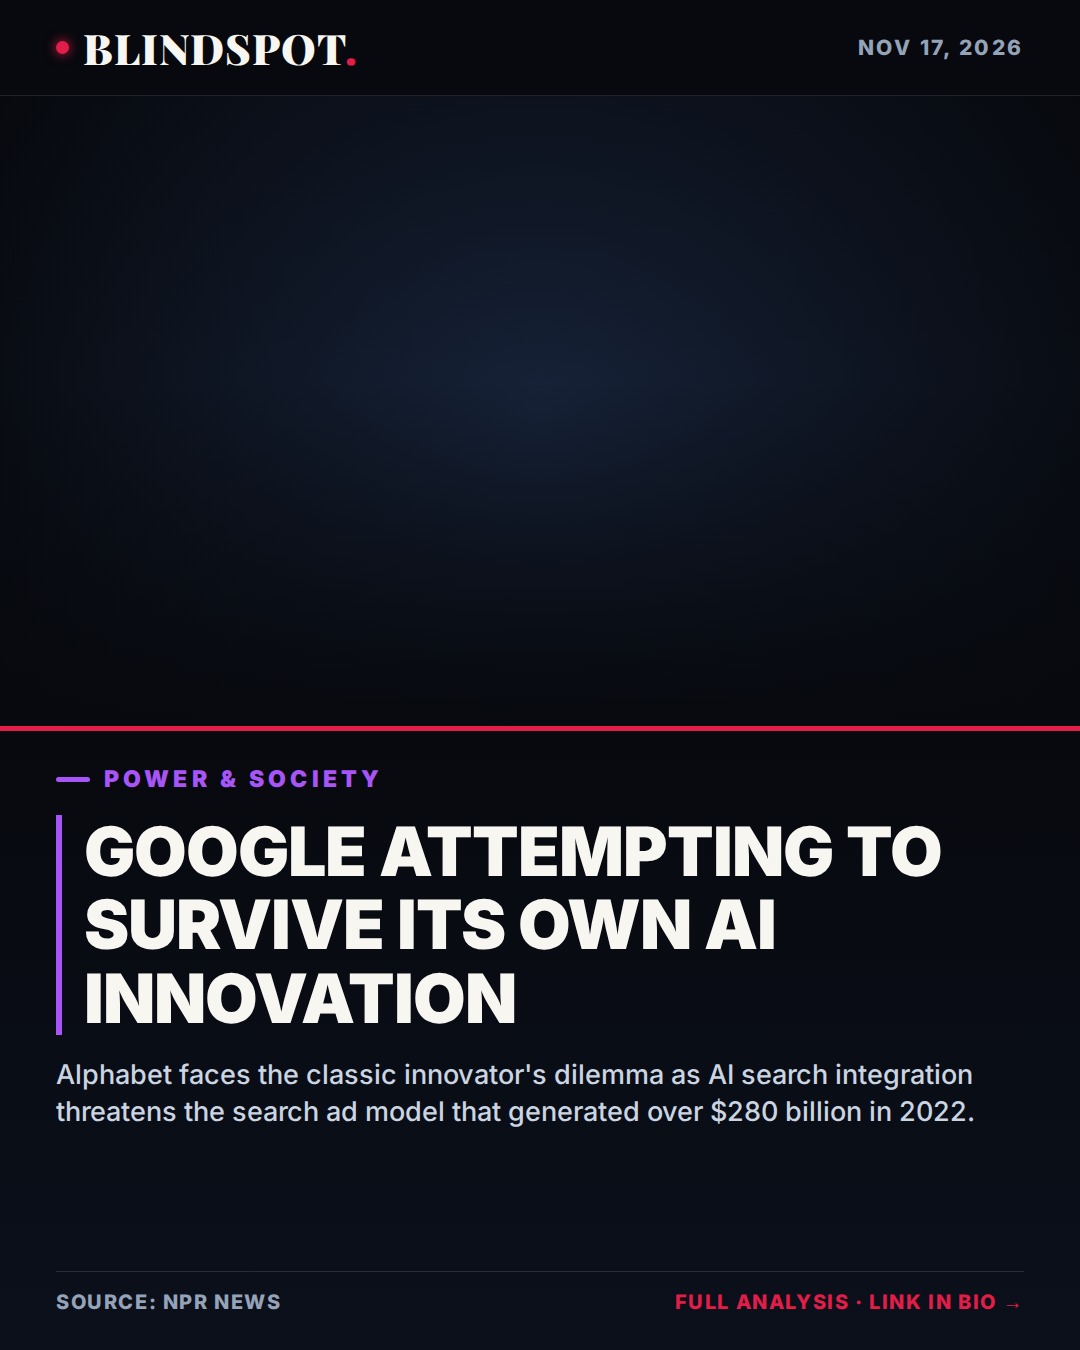 BLINDSPOT.
NOV 17, 2026
POWER & SOCIETY
GOOGLE ATTEMPTING TO
SURVIVE ITS OWN AI
INNOVATION
Alphabet faces the classic innovator's dilemma as AI search integration
threatens the search ad model that generated over $280 billion in 2022.
SOURCE: NPR NEWS
FULL ANALYSIS · LINK IN BIO →